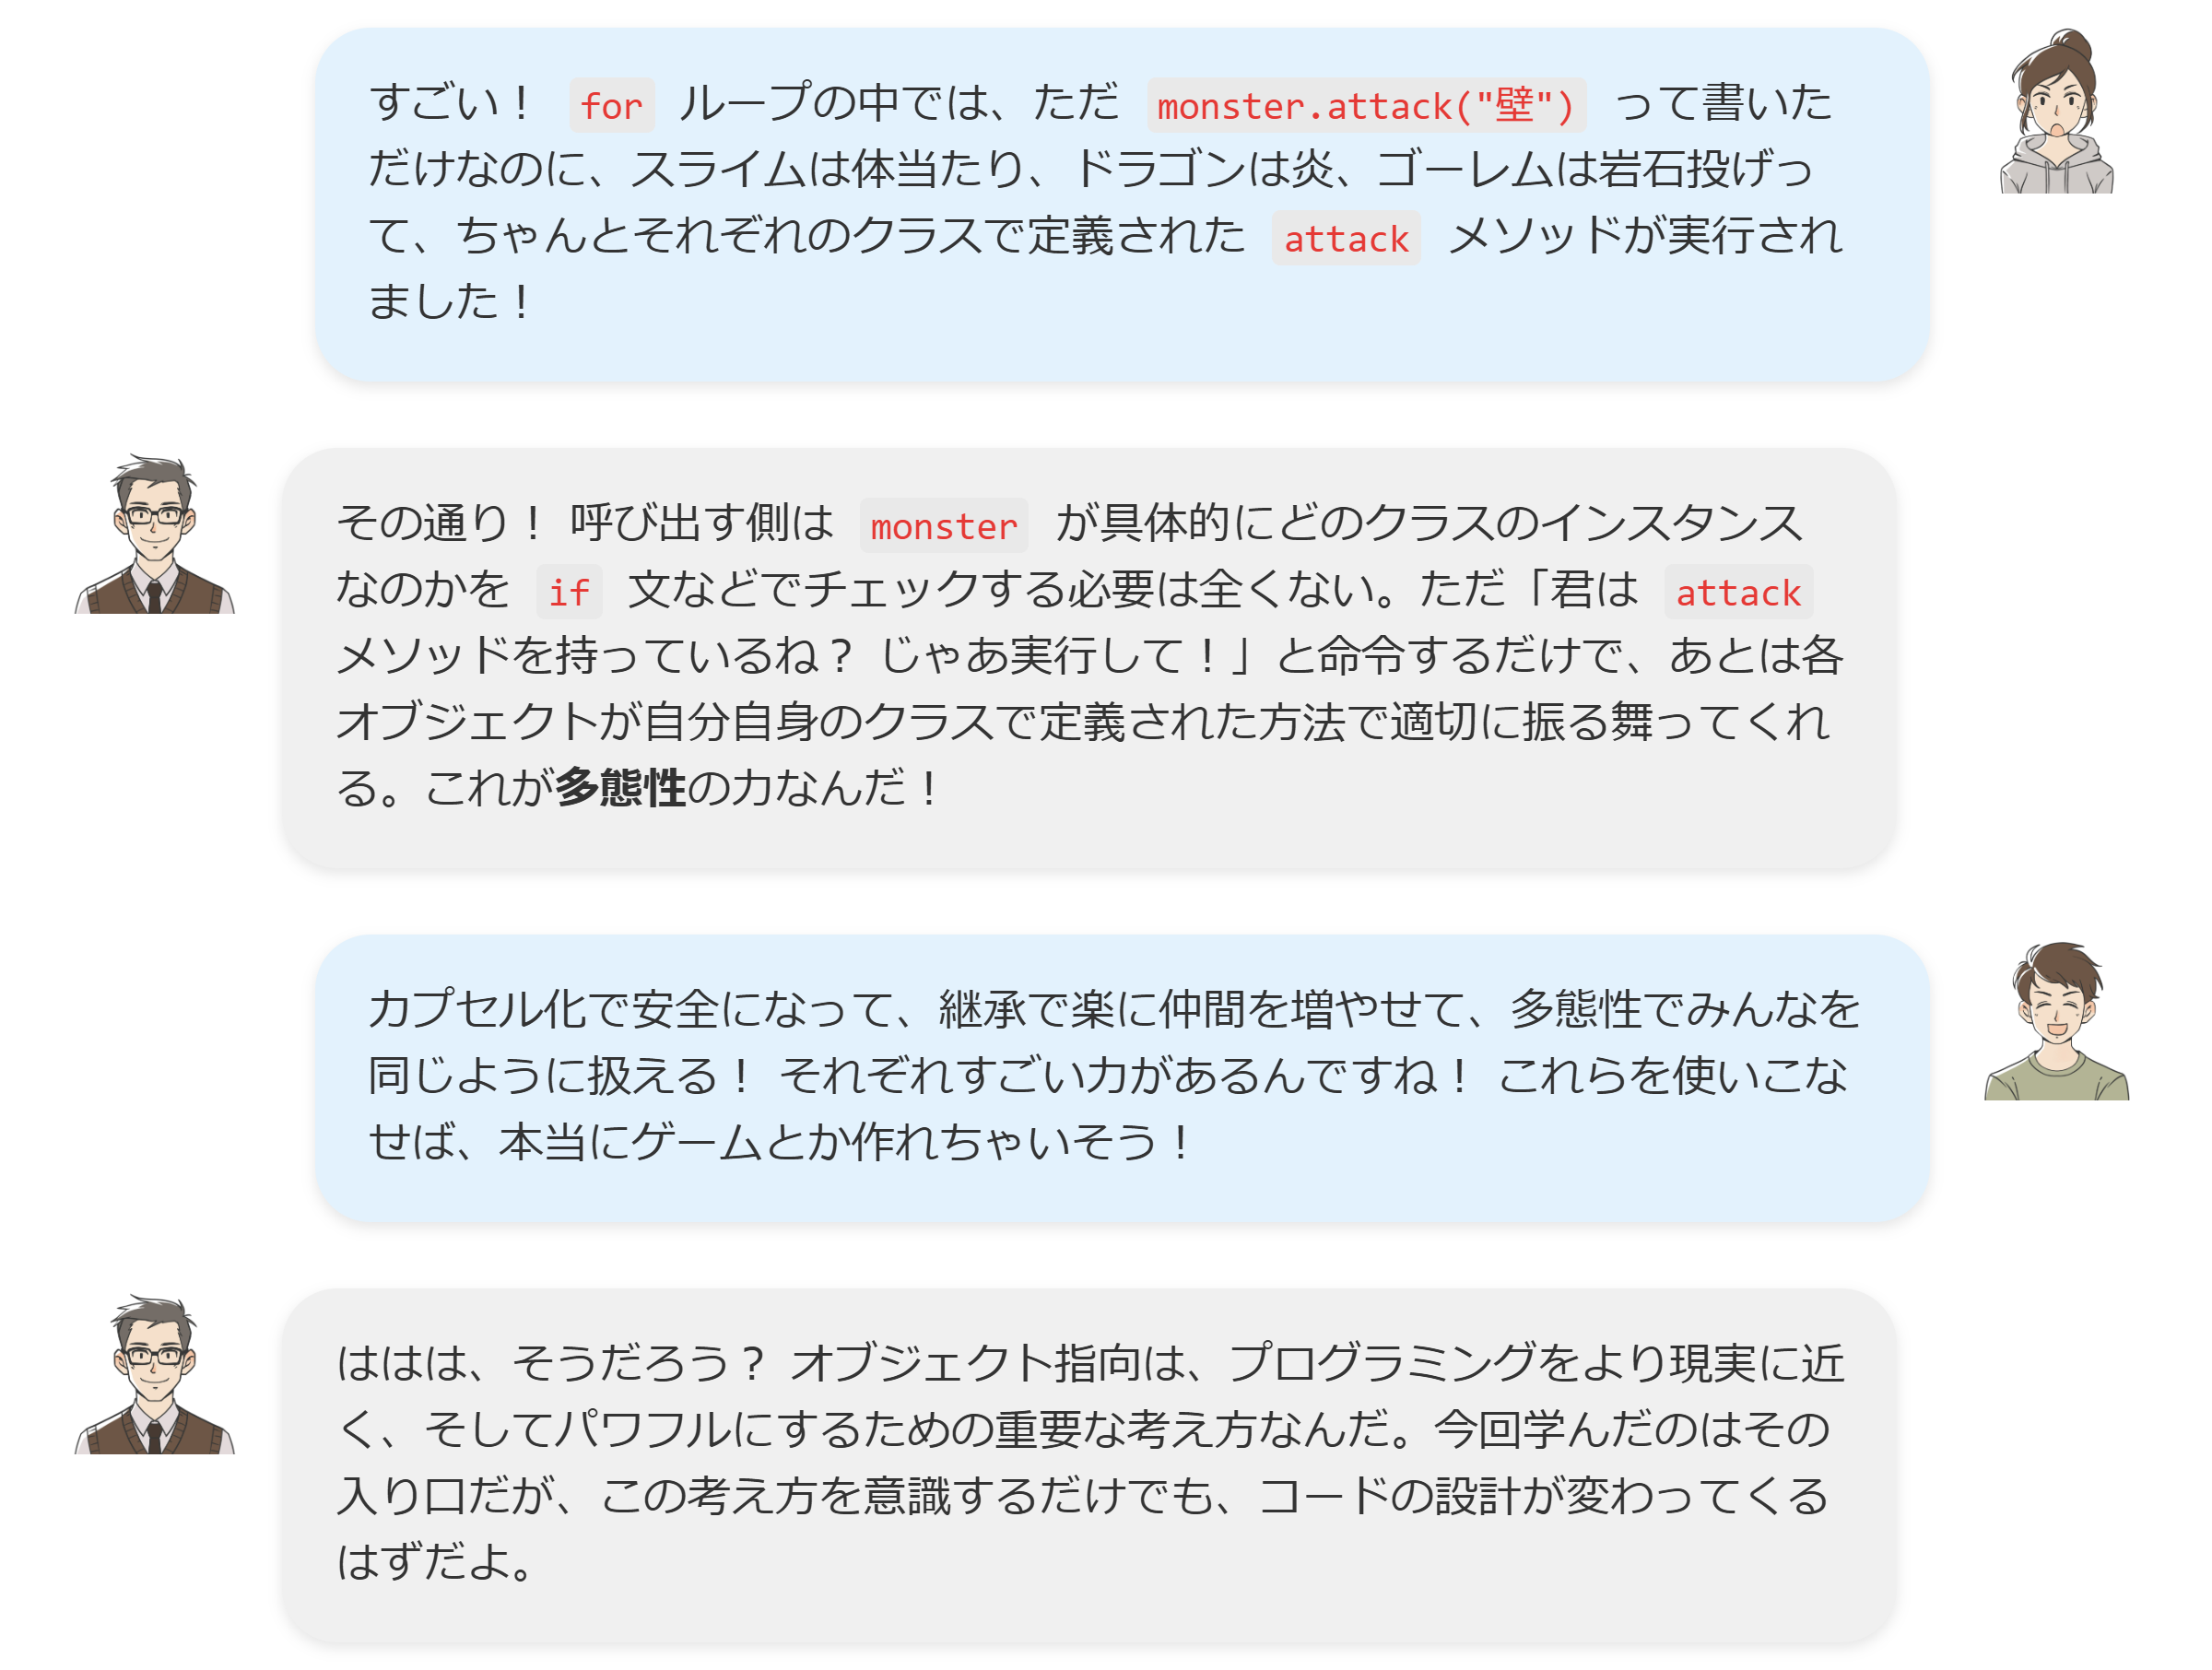 すごい！ for ループの中では、ただ monster.attack("壁") って書いた
だけなのに、スライムは体当たり、ドラゴンは炎、ゴーレムは岩石投げっ
て、ちゃんとそれぞれのクラスで定義された attack メソッドが実行され
ました！
その通り！ 呼び出す側は monster が具体的にどのクラスのインスタンス
なのかを if 文などでチェックする必要は全くない。ただ「君は attack
メソッドを持っているね？ じゃあ実行して！」と命令するだけで、あとは各
オブジェクトが自分自身のクラスで定義された方法で適切に振る舞ってくれ
る。これが多態性の力なんだ！
カプセル化で安全になって、継承で楽に仲間を増やせて、多態性でみんなを
同じように扱える！ それぞれすごい力があるんですね！ これらを使いこな
せば、本当にゲームとか作れちゃいそう！
ははは、そうだろう？ オブジェクト指向は、プログラミングをより現実に近
く、そしてパワフルにするための重要な考え方なんだ。今回学んだのはその
入り口だが、この考え方を意識するだけでも、コードの設計が変わってくる
はずだよ。